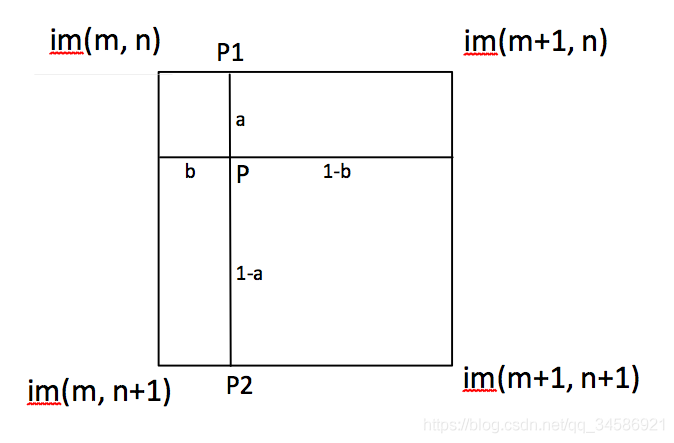 im(m, n)
P1
im(m+1, n)
a
b
P
1-b
1-a
im(m, n+1)
P2
im(m+1, n+1)
https://blog.csdn.net/qq_34586921